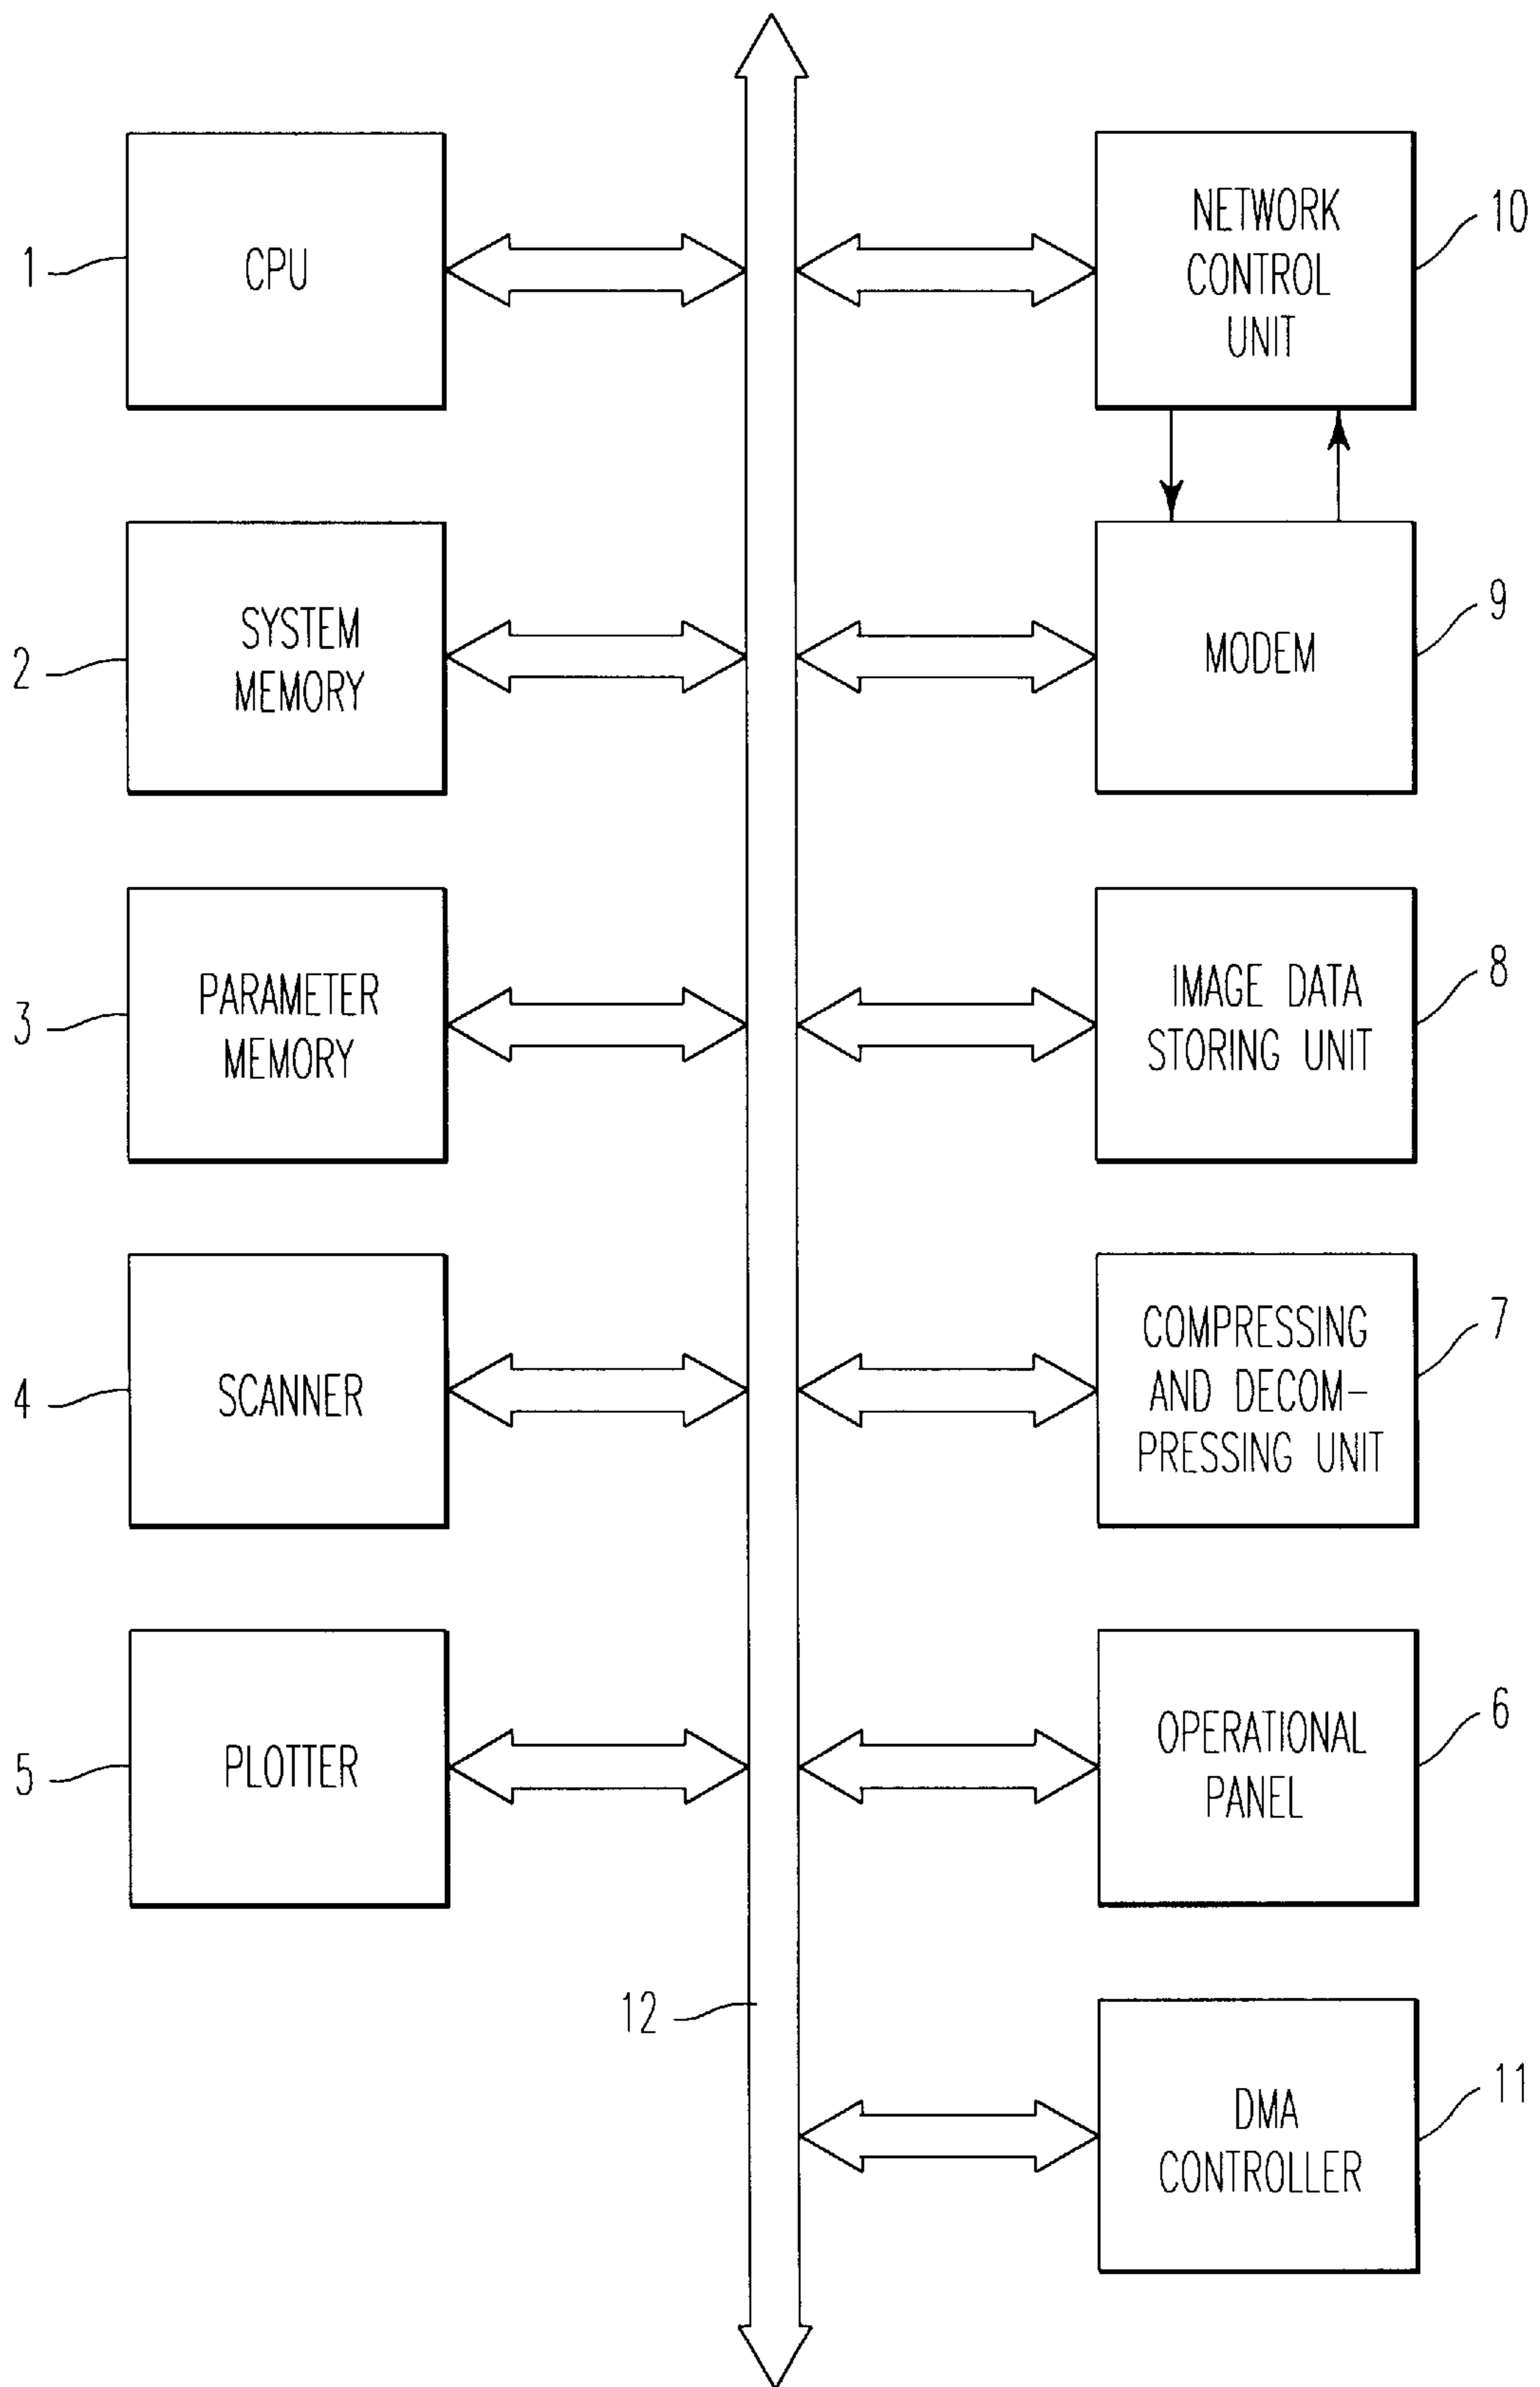 1
CPU
NETWORK
CONTROL
UNIT
10
2
SYSTEM
MEMORY
MODEM
9
3
PARAMETER
MEMORY
IMAGE DATA
STORING UNIT
8
4
SCANNER
COMPRESSING
AND DECOM-
PRESSING UNIT
7
5
PLOTTER
OPERATIONAL
PANEL
6
12
DMA
CONTROLLER
11